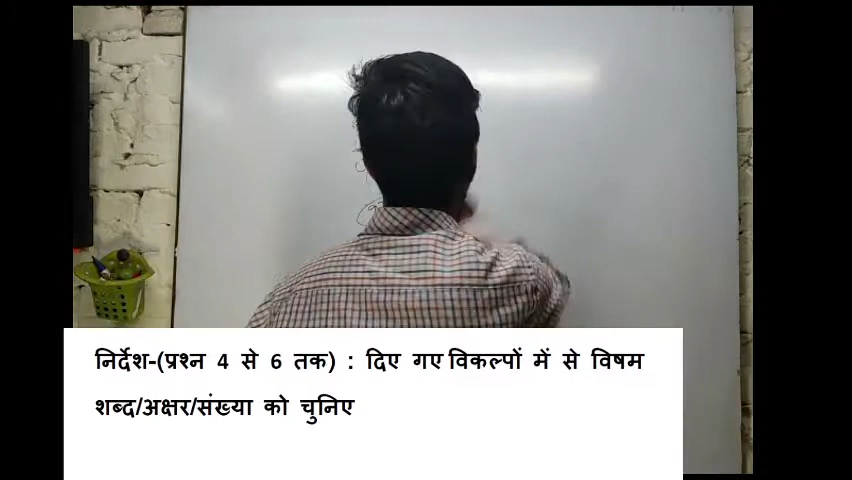 निर्देश-(प्रश्न 4 से 6 तक) : दिए गए विकल्पों में से विषम
शब्द/अक्षर/संख्या को चुनिए